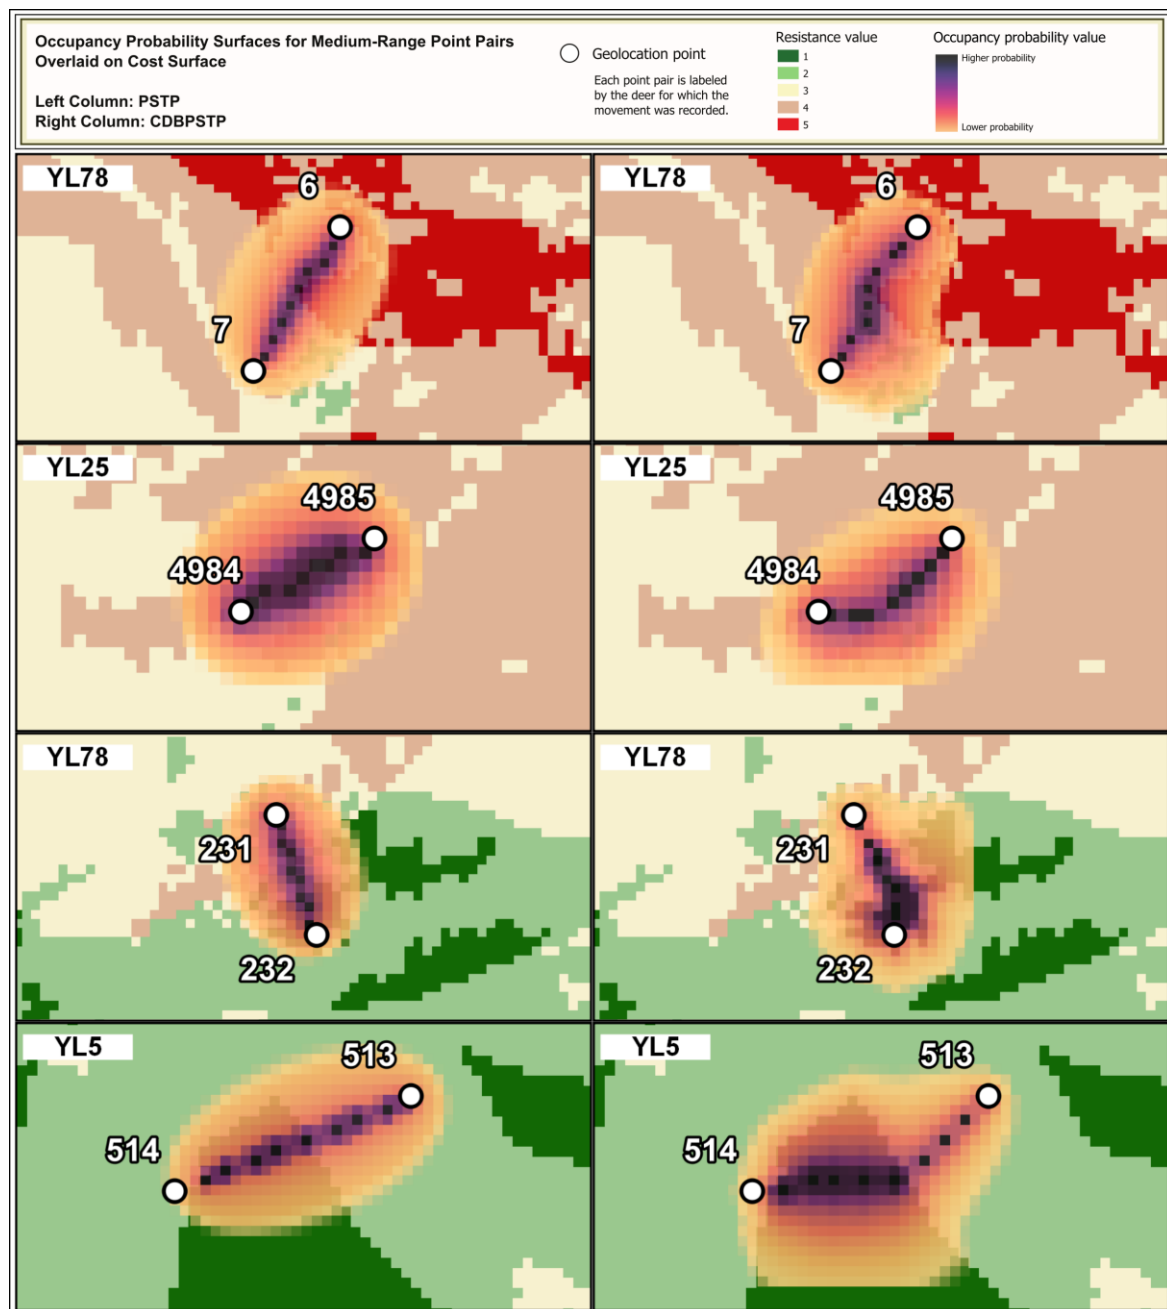 Occupancy Probability Surfaces for Medium-Range Point Pairs
Overlaid on Cost Surface
Left Column: PSTP
Right Column: CDBPSTP
Geolocation point
Each point pair is labeled
by the deer for which the
movement was recorded.
Resistance value
1
2
3
4
5
Occupancy probability value
Higher probability
Lower probability
YL78
6
7
YL78
6
7
YL25
4985
4984
YL25
4985
4984
YL78
231
232
YL78
231
232
YL5
513
514
YL5
513
514